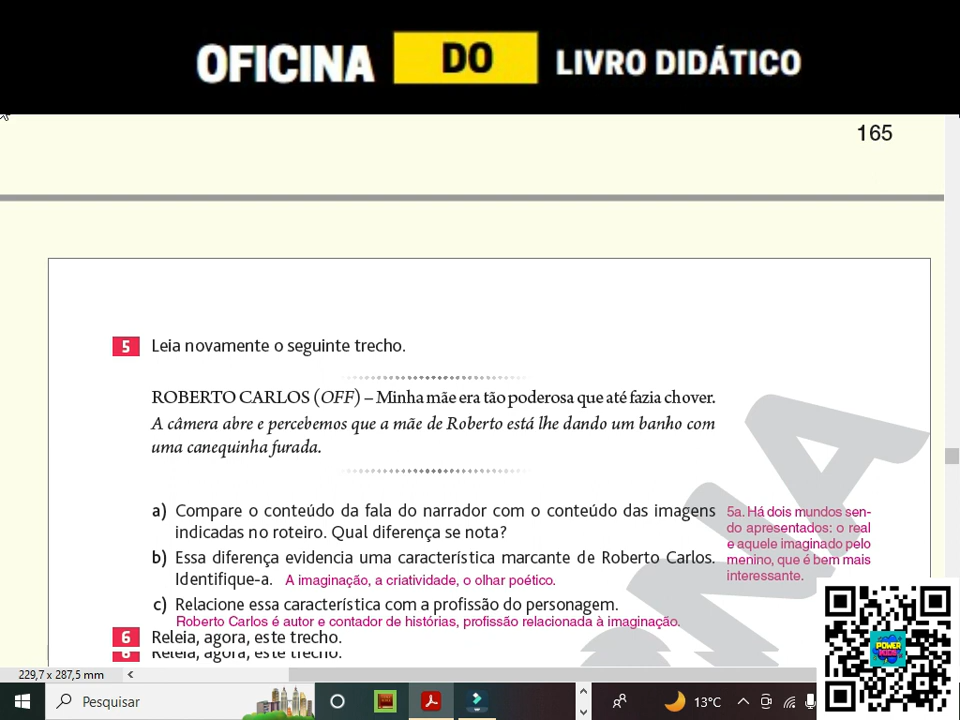 OFICINA DO LIVRO DIDÁTICO
165
5 Leia novamente o seguinte trecho.
ROBERTO CARLOS (OFF) – Minha mãe era tão poderosa que até fazia chover.
A câmera abre e percebemos que a mãe de Roberto está lhe dando um banho com
uma canequinha furada.
a) Compare o conteúdo da fala do narrador com o conteúdo das imagens
indicadas no roteiro. Qual diferença se nota?
5a. Há dois mundos sen-
do apresentados: o real
e aquele imaginado pelo
menino, que é bem mais
interessante.
b) Essa diferença evidencia uma característica marcante de Roberto Carlos.
Identifique-a. A imaginação, a criatividade, o olhar poético.
c) Relacione essa característica com a profissão do personagem.
Roberto Carlos é autor e contador de histórias, profissão relacionada à imaginação.
6 Releia, agora, este trecho.
6 Releia, agora, este trecho.
RNA
POWER KIDS
229,7 x 287,5 mm
Pesquisar
13°C